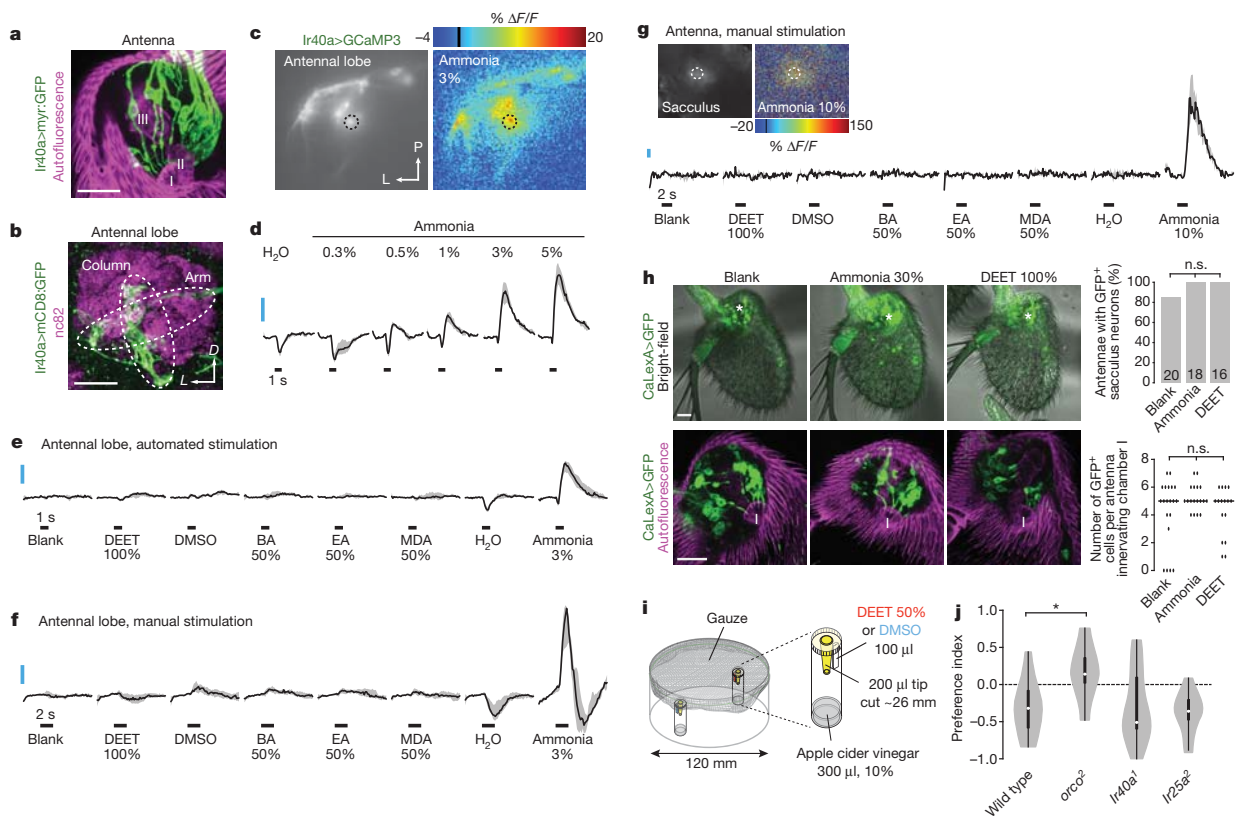 a
Antenna
Ir40a>myr:GFP
Autofluorescence
III
II
I
b
Antennal lobe
Ir40a>mCD8:GFP
nc82
Column
Arm
D
L
c
Ir40a>GCaMP3
% ΔF/F
–4
20
Antennal lobe
Ammonia
3%
P
L
d
Ammonia
H2O
0.3%
0.5%
1%
3%
5%
1 s
e
Antennal lobe, automated stimulation
1 s
Blank
DEET
100%
DMSO
BA
50%
EA
50%
MDA
50%
H2O
Ammonia
3%
f
Antennal lobe, manual stimulation
2 s
Blank
DEET
100%
DMSO
BA
50%
EA
50%
MDA
50%
H2O
Ammonia
3%
g
Antenna, manual stimulation
Sacculus
Ammonia 10%
–20
150
% ΔF/F
2 s
Blank
DEET
100%
DMSO
BA
50%
EA
50%
MDA
50%
H2O
Ammonia
10%
h
Blank
Ammonia 30%
DEET 100%
CaLexA>GFP
Bright-field
*
*
*
CaLexA>GFP
Autofluorescence
I
I
I
Antennae with GFP+
sacculus neurons (%)
n.s.
100
80
60
40
20
0
20
18
16
Blank
Ammonia
DEET
Number of GFP+
cells per antenna
innervating chamber I
n.s.
8
6
4
2
0
Blank
Ammonia
DEET
i
Gauze
DEET 50%
or DMSO
100 µl
200 µl tip
cut ~26 mm
Apple cider vinegar
300 µl, 10%
120 mm
j
Preference index
1.0
0.5
0.0
–0.5
–1.0
*
Wild type
orco2
Ir40a1
Ir25a2